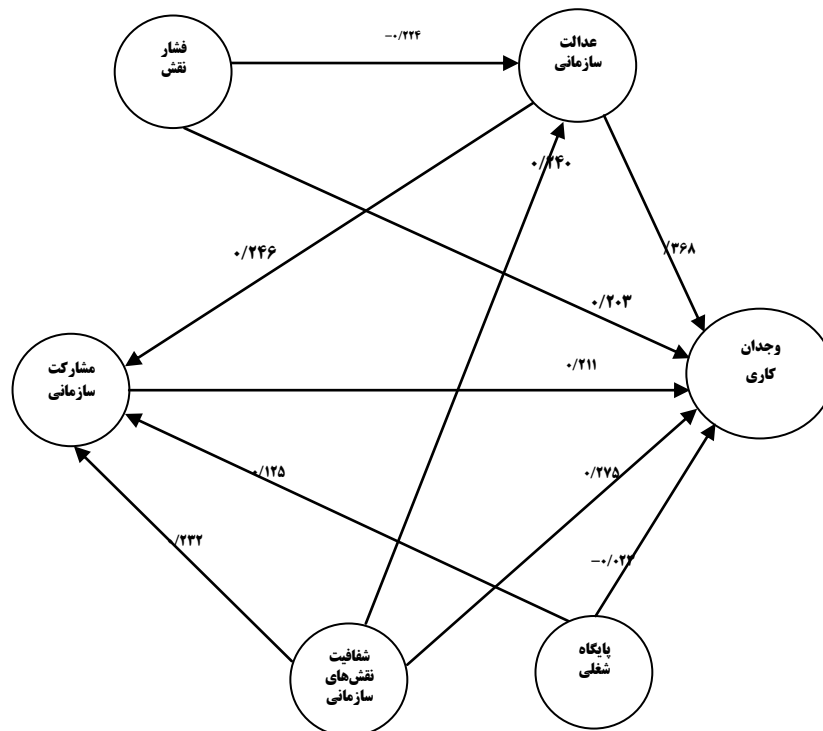 فشار
نقش
-۰/۲۲۴
عدالت
سازمانی
۰/۲۴۰
۰/۲۴۶
/۳۶۸
۰/۲۰۳
وجدان
کاری
مشارکت
سازمانی
۰/۲۱۱
۰/۱۲۵
۰/۲۷۵
۰/۲۳۲
شفافیت
نقش‌های
سازمانی
پایگاه
شغلی